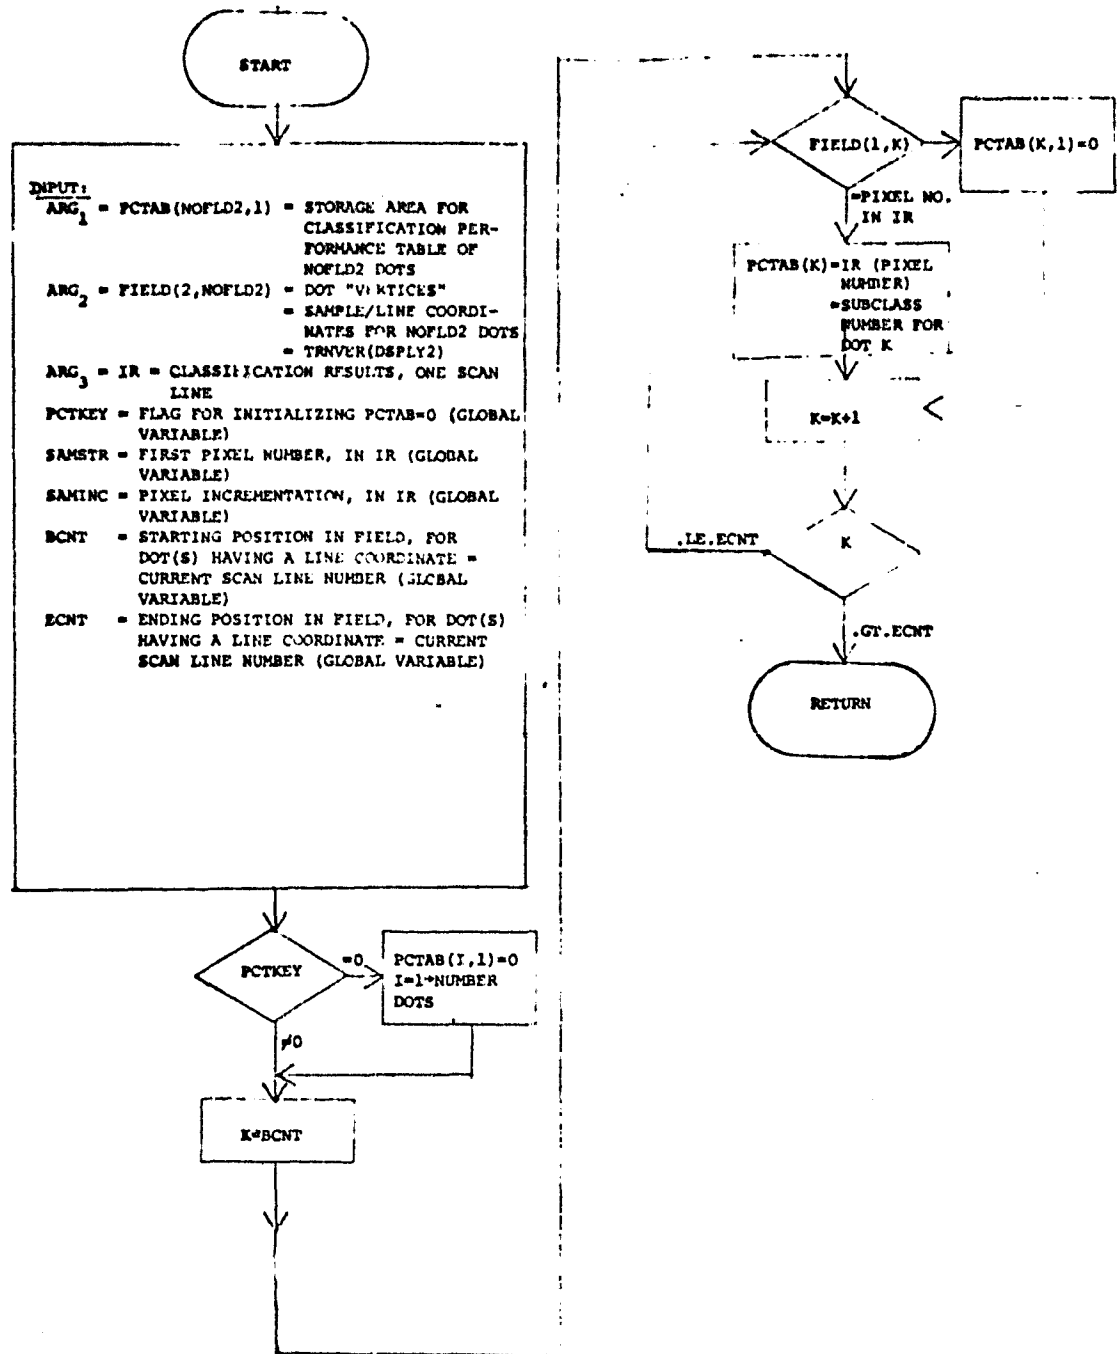 START
INPUT:
ARG1 = PCTAB(NOFLD2,1) = STORAGE AREA FOR
CLASSIFICATION PER-
FORMANCE TABLE OF
NOFLD2 DOTS
ARG2 = FIELD(2,NOFLD2) = DOT "VERTICES"
= SAMPLE/LINE COORDI-
NATES FOR NOFLD2 DOTS
= TRNVER(DSPLY2)
ARG3 = IR = CLASSIFICATION RESULTS, ONE SCAN
LINE
PCTKEY = FLAG FOR INITIALIZING PCTAB=0 (GLOBAL
VARIABLE)
SAMSTR = FIRST PIXEL NUMBER, IN IR (GLOBAL
VARIABLE)
SAMINC = PIXEL INCREMENTATION, IN IR (GLOBAL
VARIABLE)
BCNT = STARTING POSITION IN FIELD, FOR
DOT(S) HAVING A LINE COORDINATE =
CURRENT SCAN LINE NUMBER (GLOBAL
VARIABLE)
ECNT = ENDING POSITION IN FIELD, FOR DOT(S)
HAVING A LINE COORDINATE = CURRENT
SCAN LINE NUMBER (GLOBAL VARIABLE)
PCTKEY
=0
PCTAB(I,1)=0
I=1→NUMBER
DOTS
≠0
K=BCNT
FIELD(1,K)
PCTAB(K,1)=0
=PIXEL NO.
IN IR
PCTAB(K)=IR (PIXEL
NUMBER)
=SUBCLASS
NUMBER FOR
DOT K
K=K+1
K
.LE.ECNT
.GT.ECNT
RETURN